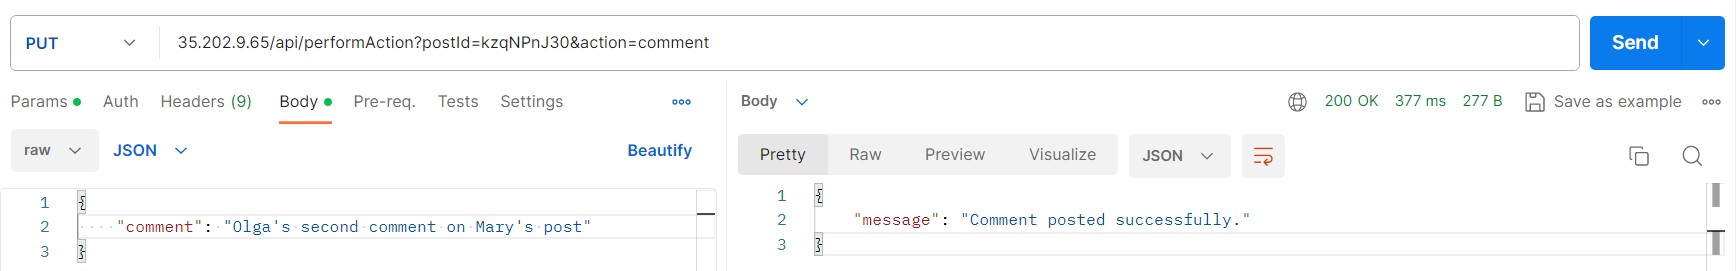 PUT 35.202.9.65/api/performAction?postId=kzqNPnJ30&action=comment Send
Params Auth Headers (9) Body Pre-req. Tests Settings
raw JSON Beautify
1 {
2 "comment": "Olga's second comment on Mary's post"
3 }
Body 200 OK 377 ms 277 B Save as example
Pretty Raw Preview Visualize JSON
1 {
2 "message": "Comment posted successfully."
3 }